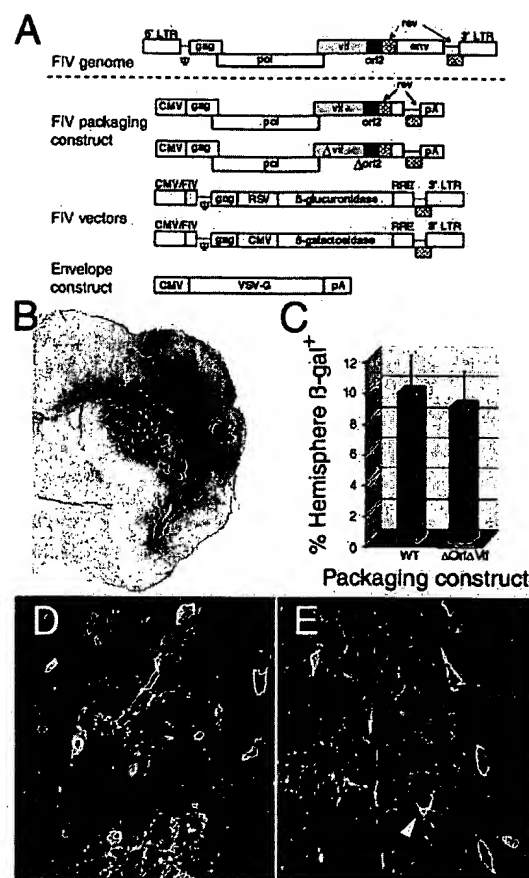 A
5' LTR gag pol vif orf2 rev env 3' LTR
ψ
FIV genome
rev
CMV gag pol vif orf2 pA
FIV packaging construct
CMV gag pol Δvif Δorf2 pA
CMV/FIV ψ gag RSV ß-glucuronidase RRE 3' LTR
FIV vectors
CMV/FIV ψ gag CMV ß-galactosidase RRE 3' LTR
Envelope construct
CMV VSV-G pA
B
C
% Hemisphere ß-gal+
12
10
8
6
4
2
0
WT ΔOrfΔVif
Packaging construct
D
E